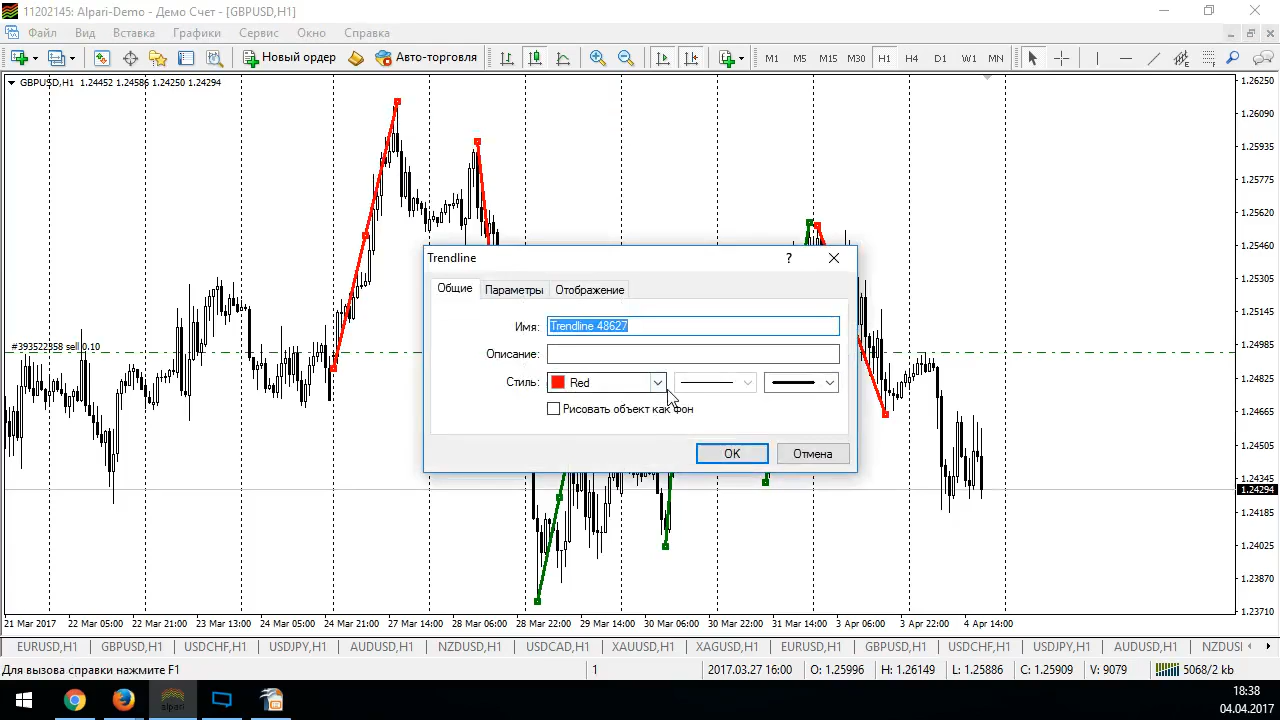 11202145: Alpari-Demo - Демо Счет - [GBPUSD,H1]
Файл Вид Вставка Графики Сервис Окно Справка
Новый ордер Авто-торговля M1 M5 M15 M30 H1 H4 D1 W1 MN
GBPUSD,H1 1.24452 1.24586 1.24250 1.24294
1.26250
1.26090
1.25935
1.25775
1.25620
1.25460
1.25305
1.25145
1.24985
1.24825
1.24665
1.24505
1.24345
1.24294
1.24185
1.24025
1.23870
1.23710
#393522358 sell 0.10
Trendline
Общие Параметры Отображение
Имя: Trendline 48627
Описание:
Стиль: Red
Рисовать объект как фон
OK Отмена
21 Mar 2017 22 Mar 05:00 22 Mar 21:00 23 Mar 13:00 24 Mar 05:00 24 Mar 21:00 27 Mar 14:00 28 Mar 06:00 28 Mar 22:00 29 Mar 14:00 30 Mar 06:00 30 Mar 22:00 31 Mar 14:00 3 Apr 06:00 3 Apr 22:00 4 Apr 14:00
EURUSD,H1 GBPUSD,H1 USDCHF,H1 USDJPY,H1 AUDUSD,H1 NZDUSD,H1 USDCAD,H1 XAUUSD,H1 XAGUSD,H1 EURUSD,H1 GBPUSD,H1 USDCHF,H1 USDJPY,H1 AUDUSD,H1 NZDUSI
Для вызова справки нажмите F1 1 2017.03.27 16:00 O: 1.25996 H: 1.26149 L: 1.25886 C: 1.25909 V: 9079 5068/2 kb
alpari
18:38
04.04.2017